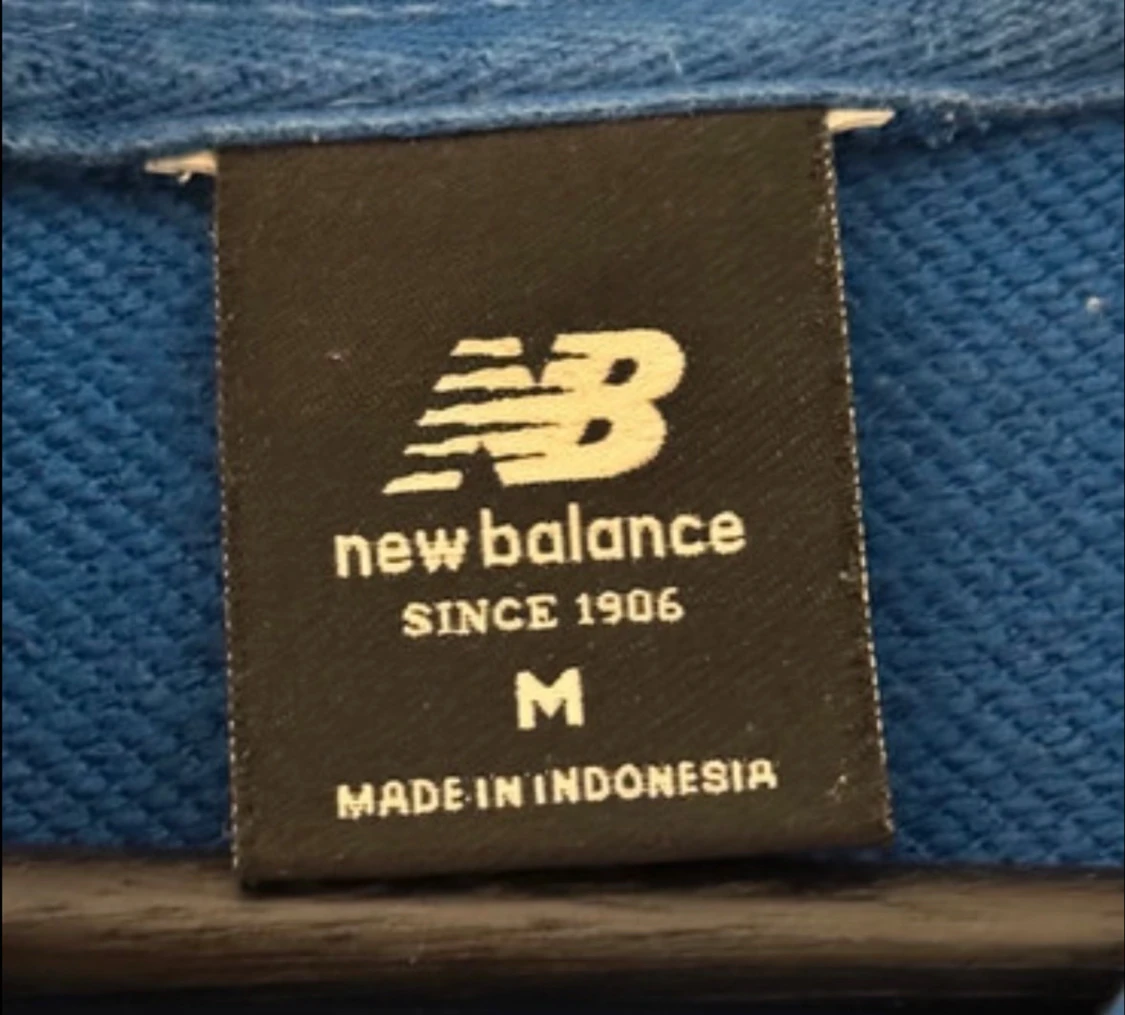 NB
new balance
SINCE 1906
M
MADE IN INDONESIA